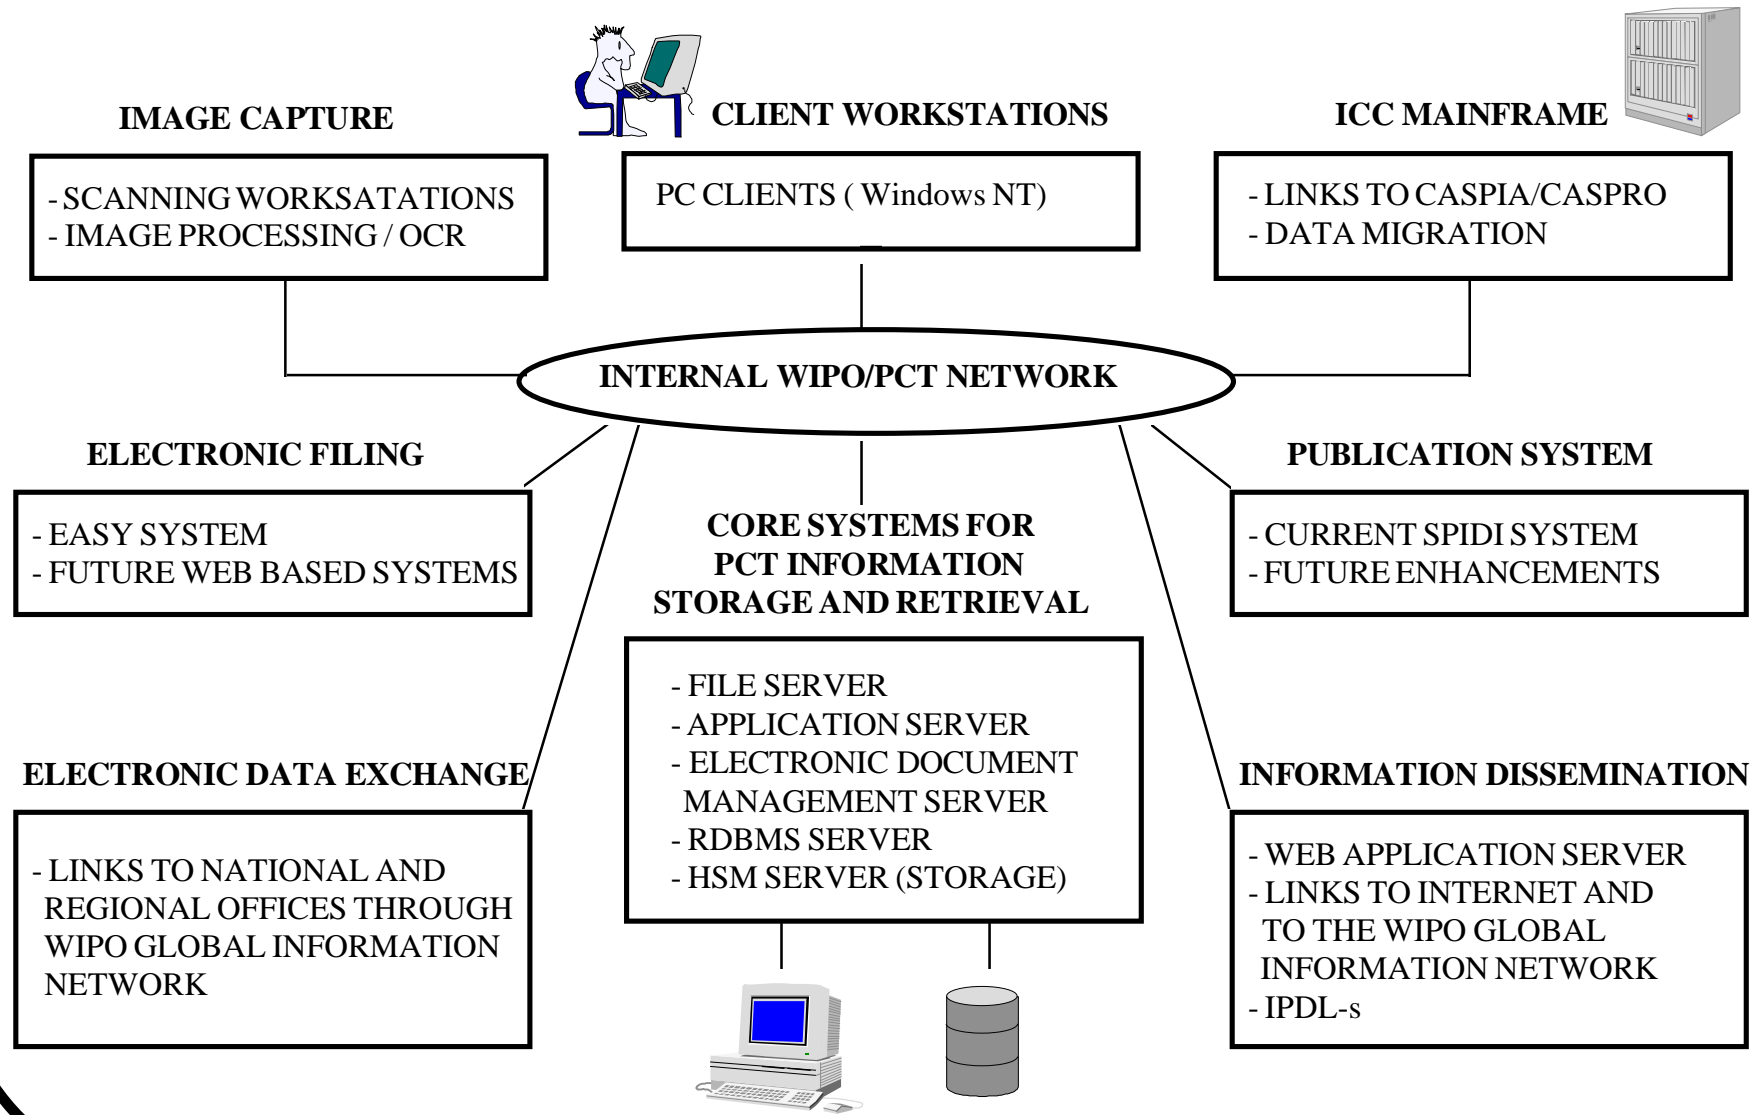 IMAGE CAPTURE
- SCANNING WORKSATATIONS
- IMAGE PROCESSING / OCR
CLIENT WORKSTATIONS
PC CLIENTS ( Windows NT)
ICC MAINFRAME
- LINKS TO CASPIA/CASPRO
- DATA MIGRATION
INTERNAL WIPO/PCT NETWORK
ELECTRONIC FILING
- EASY SYSTEM
- FUTURE WEB BASED SYSTEMS
CORE SYSTEMS FOR
PCT INFORMATION
STORAGE AND RETRIEVAL
- FILE SERVER
- APPLICATION SERVER
- ELECTRONIC DOCUMENT
MANAGEMENT SERVER
- RDBMS SERVER
- HSM SERVER (STORAGE)
PUBLICATION SYSTEM
- CURRENT SPIDI SYSTEM
- FUTURE ENHANCEMENTS
ELECTRONIC DATA EXCHANGE
- LINKS TO NATIONAL AND
REGIONAL OFFICES THROUGH
WIPO GLOBAL INFORMATION
NETWORK
INFORMATION DISSEMINATION
- WEB APPLICATION SERVER
- LINKS TO INTERNET AND
TO THE WIPO GLOBAL
INFORMATION NETWORK
- IPDL-s